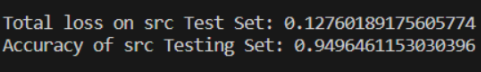 Total loss on src Test Set: 0.12760189175605774
Accuracy of src Testing Set: 0.9496461153030396